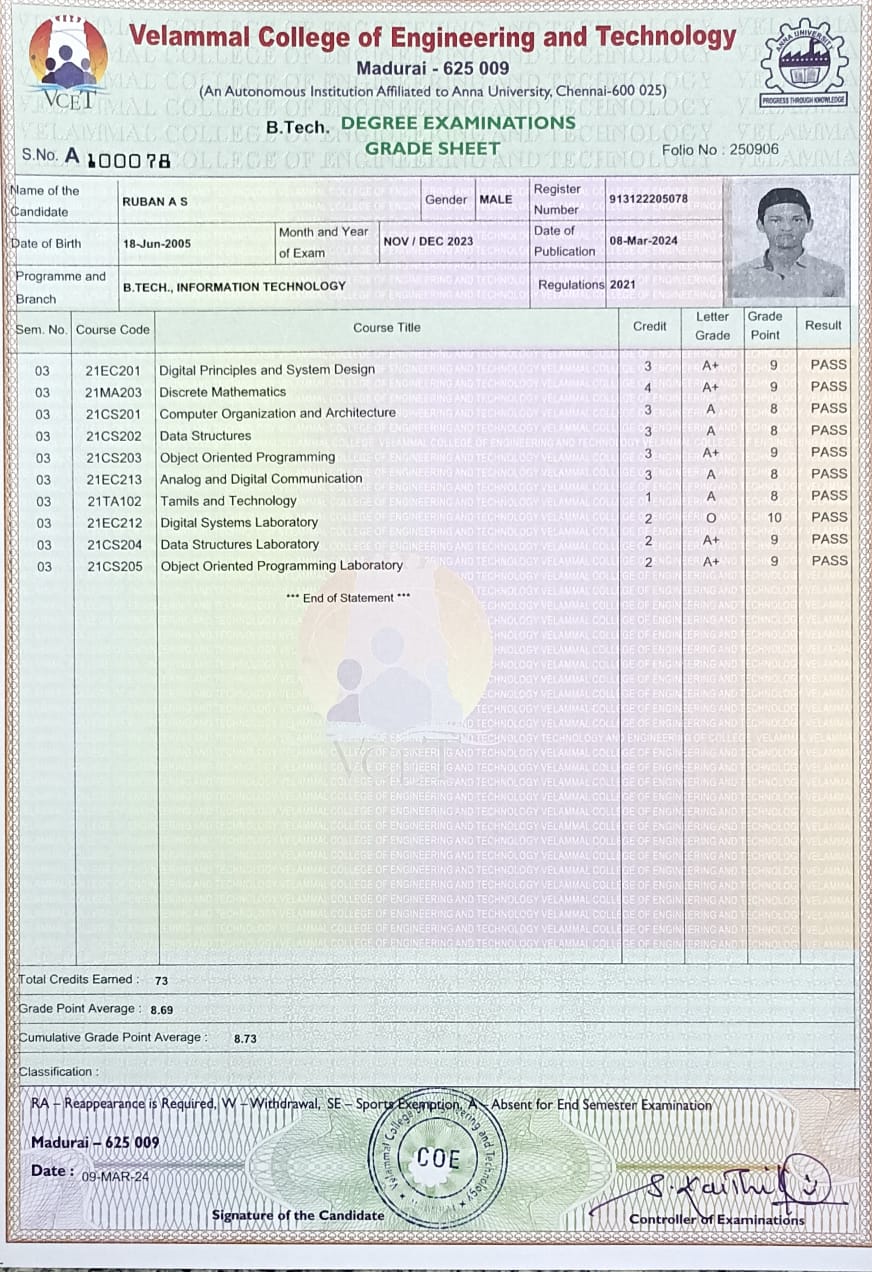 Velammal College of Engineering and Technology
Madurai - 625 009
(An Autonomous Institution Affiliated to Anna University, Chennai-600 025)
VCET
ANNA UNIVERSITY
PROGRESS THROUGH KNOWLEDGE
B.Tech. DEGREE EXAMINATIONS
GRADE SHEET
S.No. A 100078
Folio No : 250906
Name of the Candidate RUBAN A S Gender MALE Register Number 913122205078
Date of Birth 18-Jun-2005 Month and Year of Exam NOV / DEC 2023 Date of Publication 08-Mar-2024
Programme and Branch B.TECH., INFORMATION TECHNOLOGY Regulations 2021
Sem. No. Course Code Course Title Credit Letter Grade Grade Point Result
03 21EC201 Digital Principles and System Design 3 A+ 9 PASS
03 21MA203 Discrete Mathematics 4 A+ 9 PASS
03 21CS201 Computer Organization and Architecture 3 A 8 PASS
03 21CS202 Data Structures 3 A 8 PASS
03 21CS203 Object Oriented Programming 3 A+ 9 PASS
03 21EC213 Analog and Digital Communication 3 A 8 PASS
03 21TA102 Tamils and Technology 1 A 8 PASS
03 21EC212 Digital Systems Laboratory 2 O 10 PASS
03 21CS204 Data Structures Laboratory 2 A+ 9 PASS
03 21CS205 Object Oriented Programming Laboratory 2 A+ 9 PASS
*** End of Statement ***
VCET
Total Credits Earned : 73
Grade Point Average : 8.69
Cumulative Grade Point Average : 8.73
Classification :
RA – Reappearance is Required, W – Withdrawal, SE – Sports Exemption, A – Absent for End Semester Examination
Madurai – 625 009
Date : 09-MAR-24
Velammal College of Engineering and Technology
COE
Signature of the Candidate
Controller of Examinations